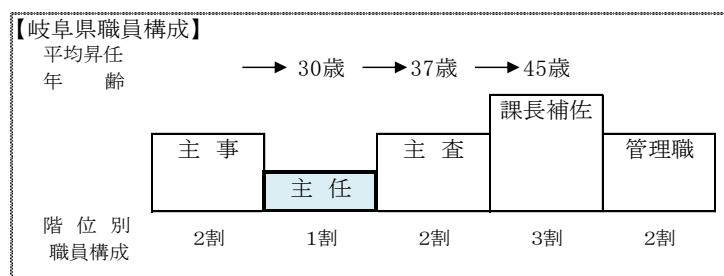 【岐阜県職員構成】
平均昇任
年齢
30歳
37歳
45歳
主事
主任
主査
課長補佐
管理職
階位別
職員構成
2割
1割
2割
3割
2割